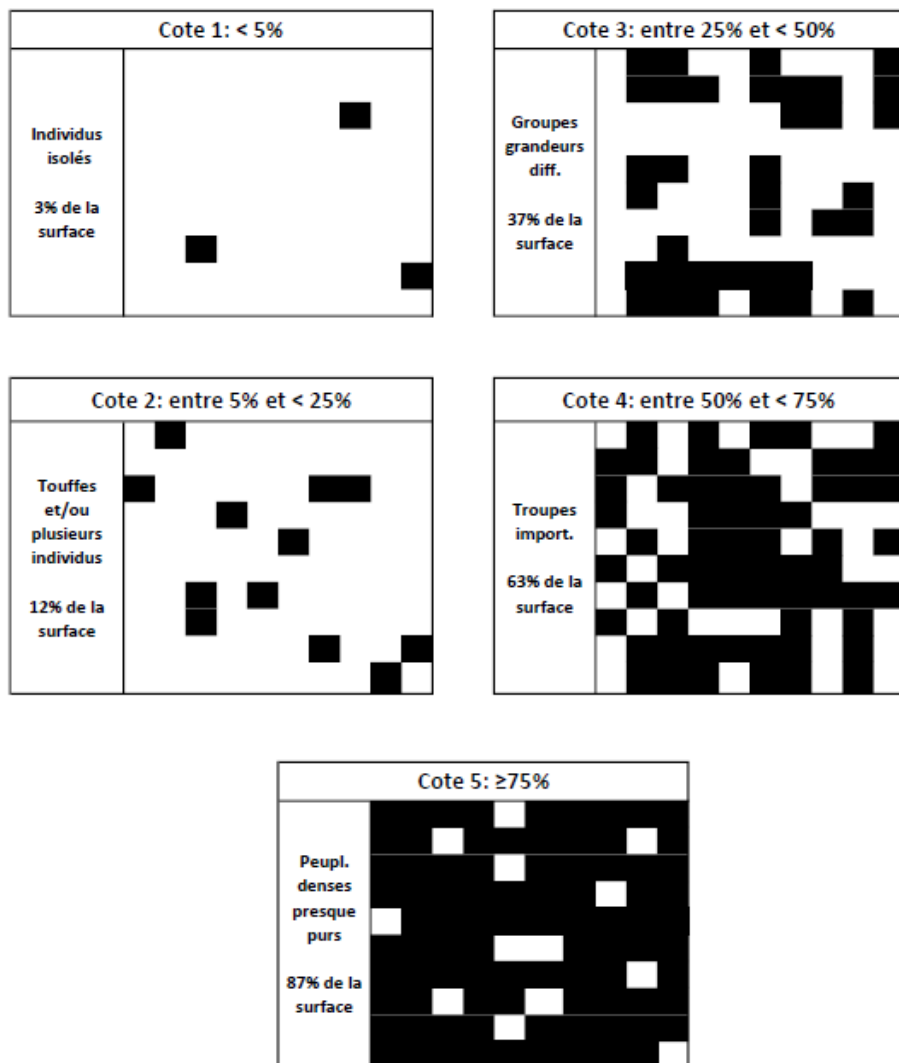 Cote 1: < 5%
Individus
isolés
3% de la
surface
Cote 3: entre 25% et < 50%
Groupes
grandeurs
diff.
37% de la
surface
Cote 2: entre 5% et < 25%
Touffes
et/ou
plusieurs
individus
12% de la
surface
Cote 4: entre 50% et < 75%
Troupes
import.
63% de la
surface
Cote 5: ≥75%
Peupl.
denses
presque
purs
87% de la
surface